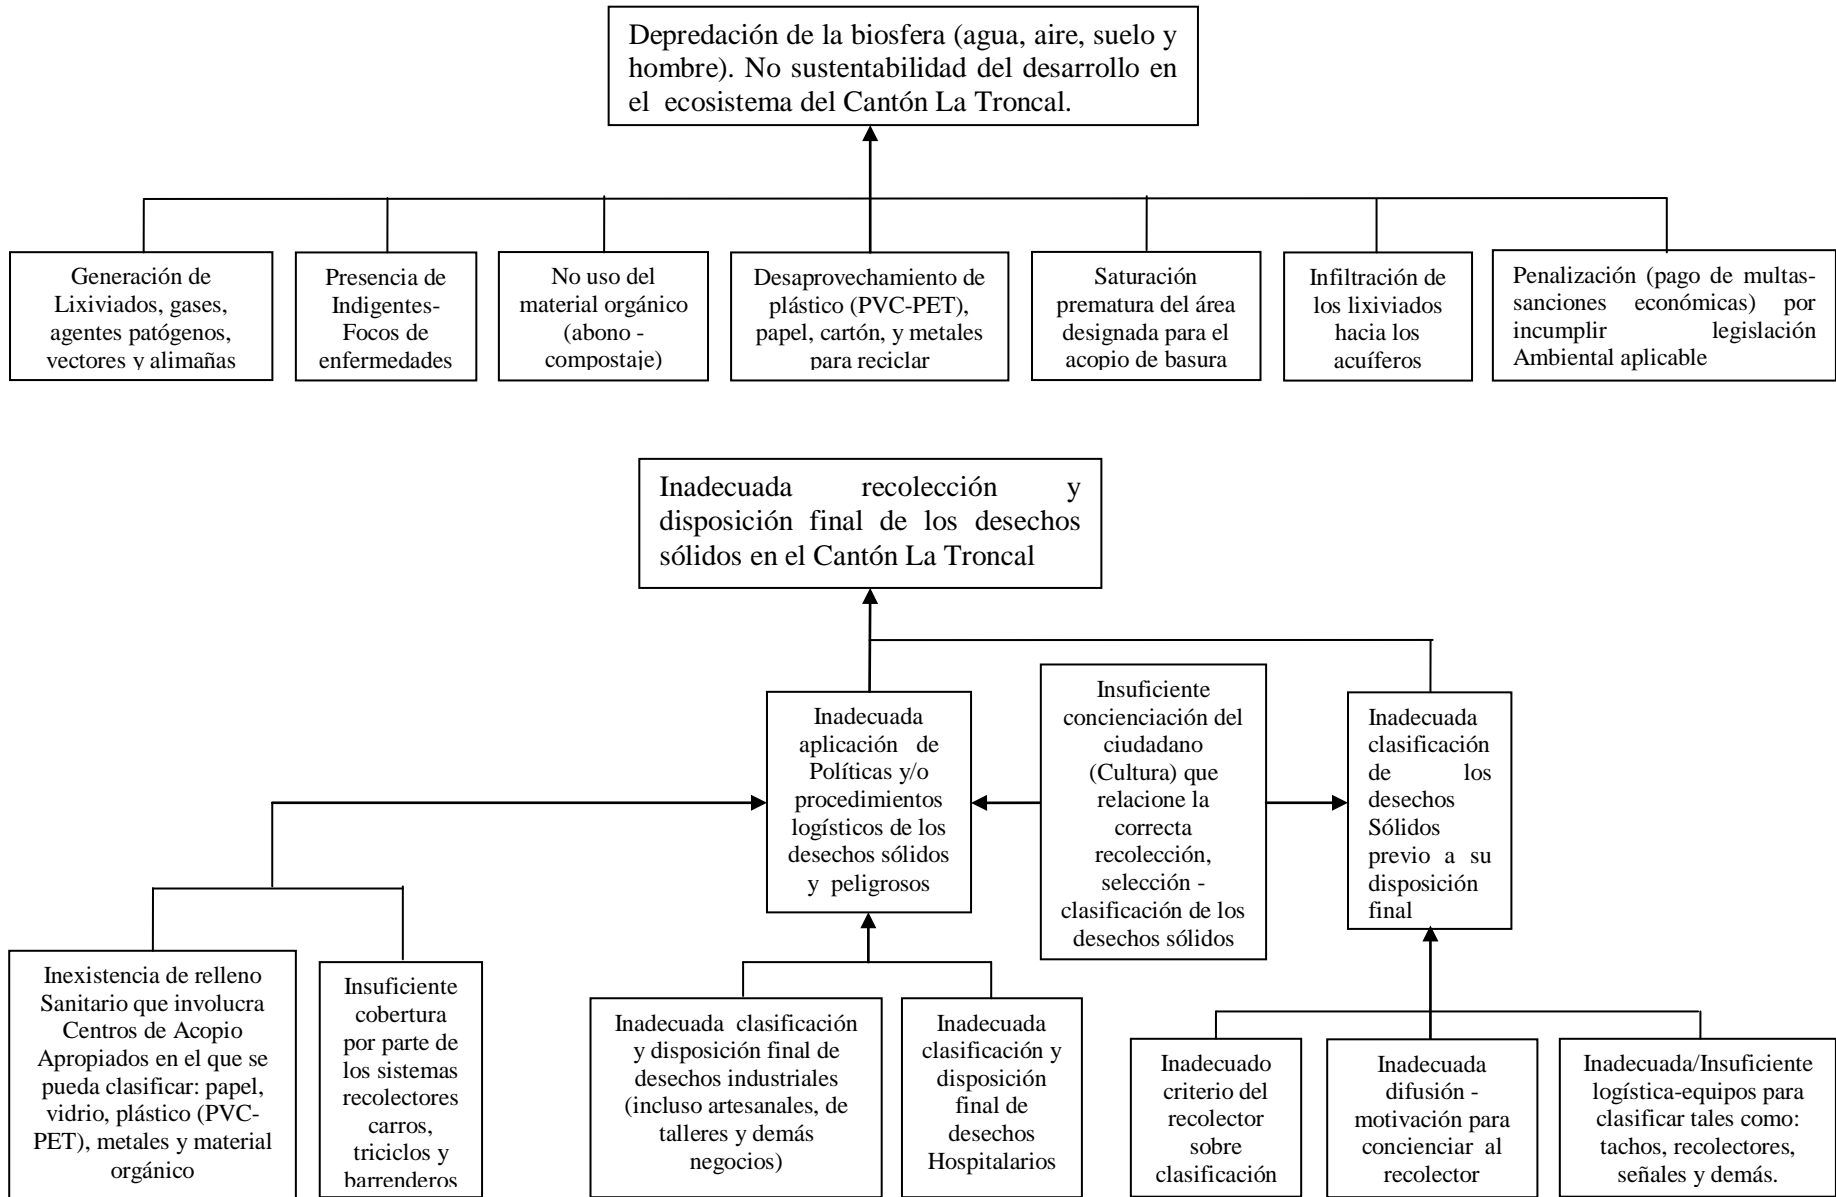 Depredación de la biosfera (agua, aire, suelo y
hombre). No sustentabilidad del desarrollo en
el ecosistema del Cantón La Troncal.
Generación de
Lixiviados, gases,
agentes patógenos,
vectores y alimañas
Presencia de
Indigentes-
Focos de
enfermedades
No uso del
material orgánico
(abono -
compostaje)
Desaprovechamiento de
plástico (PVC-PET),
papel, cartón, y metales
para reciclar
Saturación
prematura del área
designada para el
acopio de basura
Infiltración de
los lixiviados
hacia los
acuíferos
Penalización (pago de multas-
sanciones económicas) por
incumplir legislación
Ambiental aplicable
Inadecuada recolección y
disposición final de los desechos
sólidos en el Cantón La Troncal
Inadecuada
aplicación de
Políticas y/o
procedimientos
logísticos de los
desechos sólidos
y peligrosos
Insuficiente
concienciación del
ciudadano
(Cultura) que
relacione la
correcta
recolección,
selección -
clasificación de los
desechos sólidos
Inadecuada
clasificación
de los
desechos
Sólidos
previo a su
disposición
final
Inexistencia de relleno
Sanitario que involucra
Centros de Acopio
Apropiados en el que se
pueda clasificar: papel,
vidrio, plástico (PVC-
PET), metales y material
orgánico
Insuficiente
cobertura
por parte de
los sistemas
recolectores
carros,
triciclos y
barrenderos
Inadecuada clasificación
y disposición final de
desechos industriales
(incluso artesanales, de
talleres y demás
negocios)
Inadecuada
clasificación y
disposición
final de
desechos
Hospitalarios
Inadecuado
criterio del
recolector
sobre
clasificación
Inadecuada
difusión -
motivación para
concienciar al
recolector
Inadecuada/Insuficiente
logística-equipos para
clasificar tales como:
tachos, recolectores,
señales y demás.